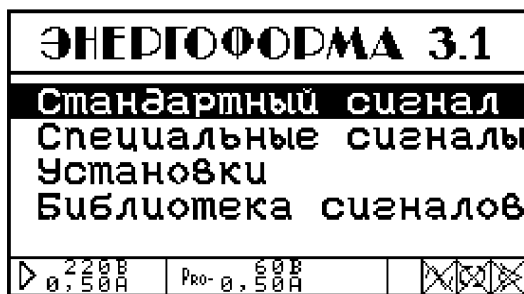 ЭНЕРГОФОРМА 3.1
Стандартный сигнал
Специальные сигналы
Установки
Библиотека сигналов
220В 60В
0,50А PRO- 0,50А